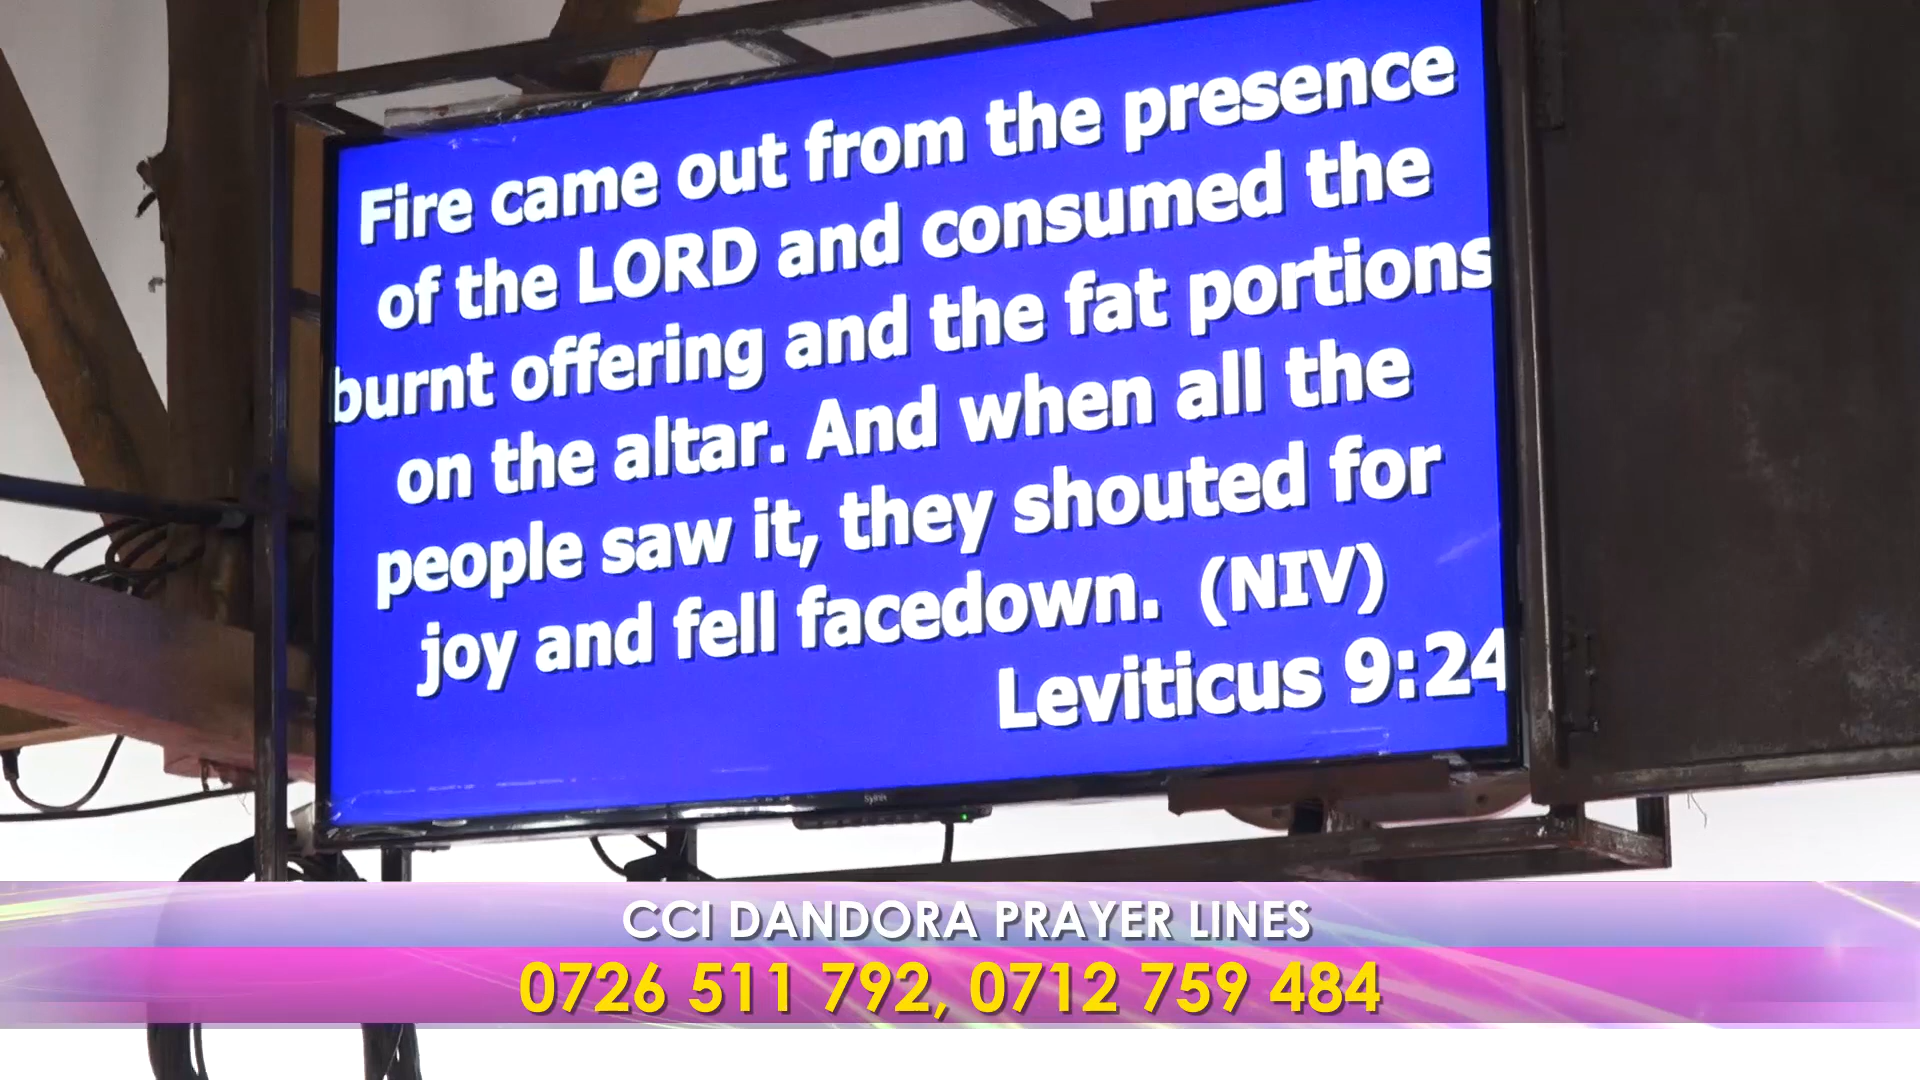 Fire came out from the presence
of the LORD and consumed the
burnt offering and the fat portions
on the altar. And when all the
people saw it, they shouted for
joy and fell facedown. (NIV)
Leviticus 9:24
CCI DANDORA PRAYER LINES
0726 511 792, 0712 759 484